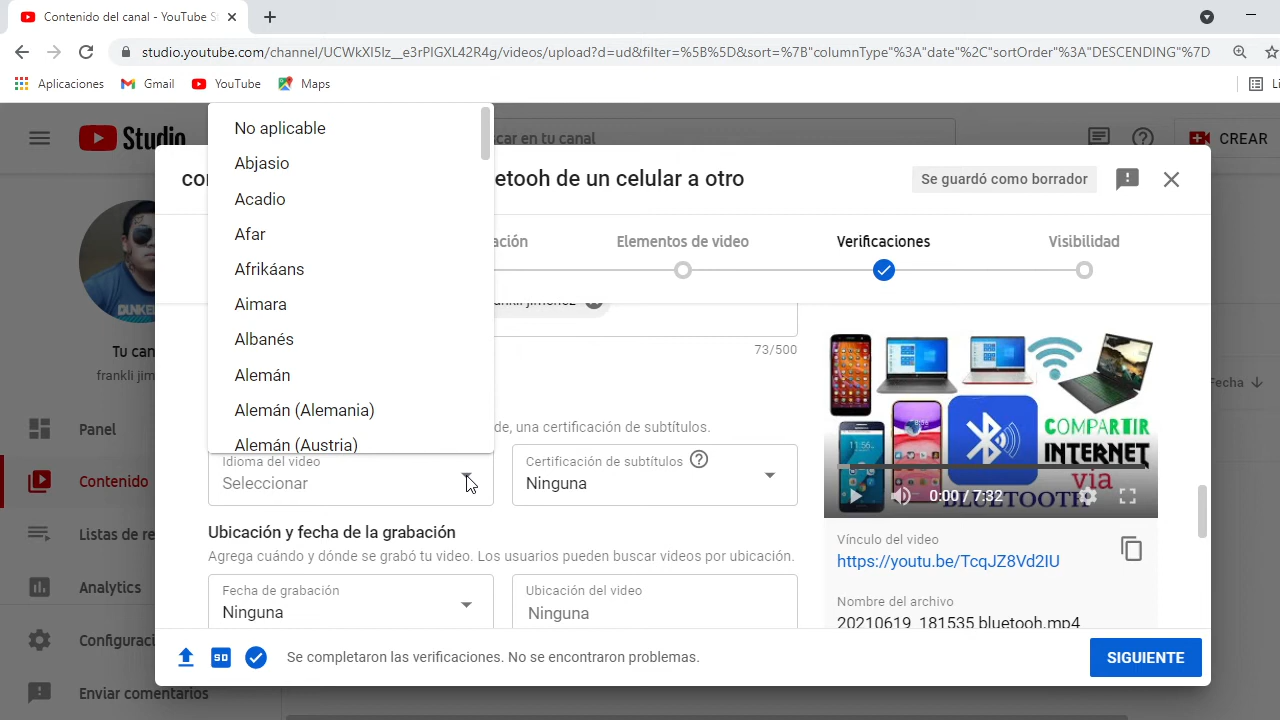 Contenido del canal - YouTube S
studio.youtube.com/channel/UCWkXI5Iz__e3rPIGXL42R4g/videos/upload?d=ud&filter=%5B%5D&sort=%7B"columnType"%3A"date"%2C"sortOrder"%3A"DESCENDING"%7D
Aplicaciones
Gmail
YouTube
Maps
Li
Studio
car en tu canal
CREAR
No aplicable
Abjasio
Acadio
Afar
Afrikáans
Aimara
Albanés
Alemán
Alemán (Alemania)
Alemán (Austria)
co
etooh de un celular a otro
Se guardó como borrador
ación
Elementos de video
Verificaciones
Visibilidad
DUNKE
Tu can
frankli jim
Panel
Contenido
Listas de re
Analytics
Configuraci
Enviar comentarios
Fecha
73/500
de, una certificación de subtítulos.
Idioma del video
Seleccionar
Certificación de subtítulos
Ninguna
Ubicación y fecha de la grabación
Agrega cuándo y dónde se grabó tu video. Los usuarios pueden buscar videos por ubicación.
Fecha de grabación
Ninguna
Ubicación del video
Ninguna
COMPARTIR
INTERNET
via
BLUETOOTH
0:00 / 7:32
Vínculo del video
https://youtu.be/TcqJZ8Vd2IU
Nombre del archivo
20210619_181535 bluetooh.mp4
SD
Se completaron las verificaciones. No se encontraron problemas.
SIGUIENTE